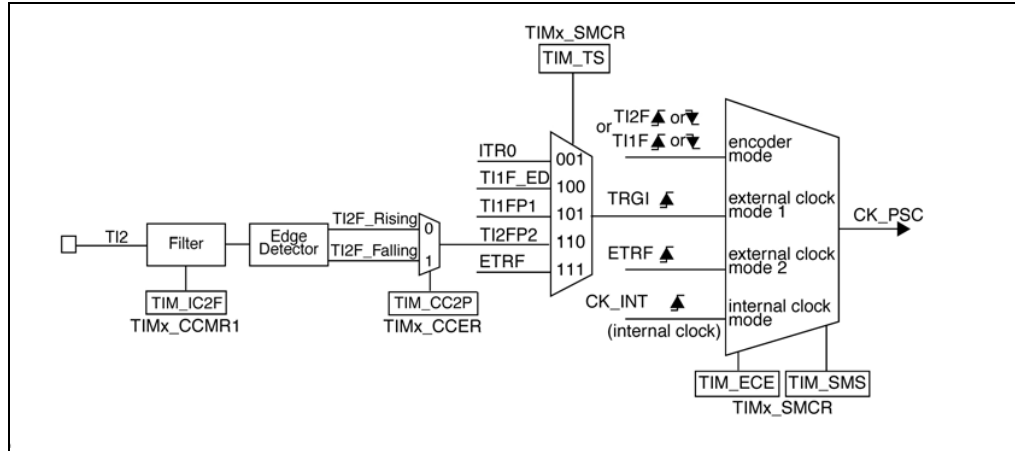 TIMx_SMCR
TIM_TS
TI2F or
or TI1F or
encoder mode
ITR0 001
TI1F_ED 100
TI1FP1 101
TRGI
external clock mode 1
CK_PSC
TI2
Filter
Edge Detector
TI2F_Rising 0
TI2F_Falling 1
TI2FP2 110
ETRF 111
ETRF
external clock mode 2
CK_INT
(internal clock)
internal clock mode
TIM_IC2F
TIMx_CCMR1
TIM_CC2P
TIMx_CCER
TIM_ECE
TIM_SMS
TIMx_SMCR